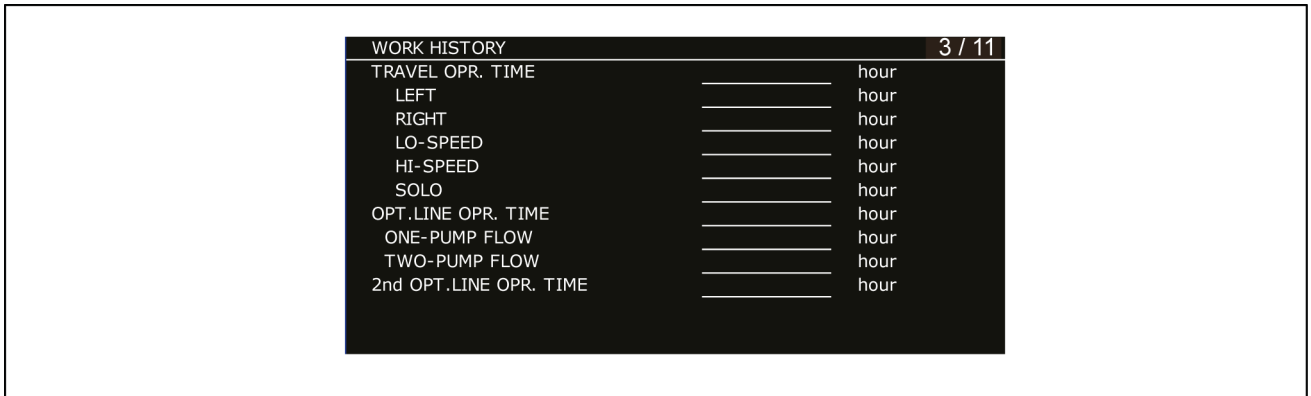 WORK HISTORY 3 / 11
TRAVEL OPR. TIME hour
LEFT hour
RIGHT hour
LO-SPEED hour
HI-SPEED hour
SOLO hour
OPT.LINE OPR. TIME hour
ONE-PUMP FLOW hour
TWO-PUMP FLOW hour
2nd OPT.LINE OPR. TIME hour